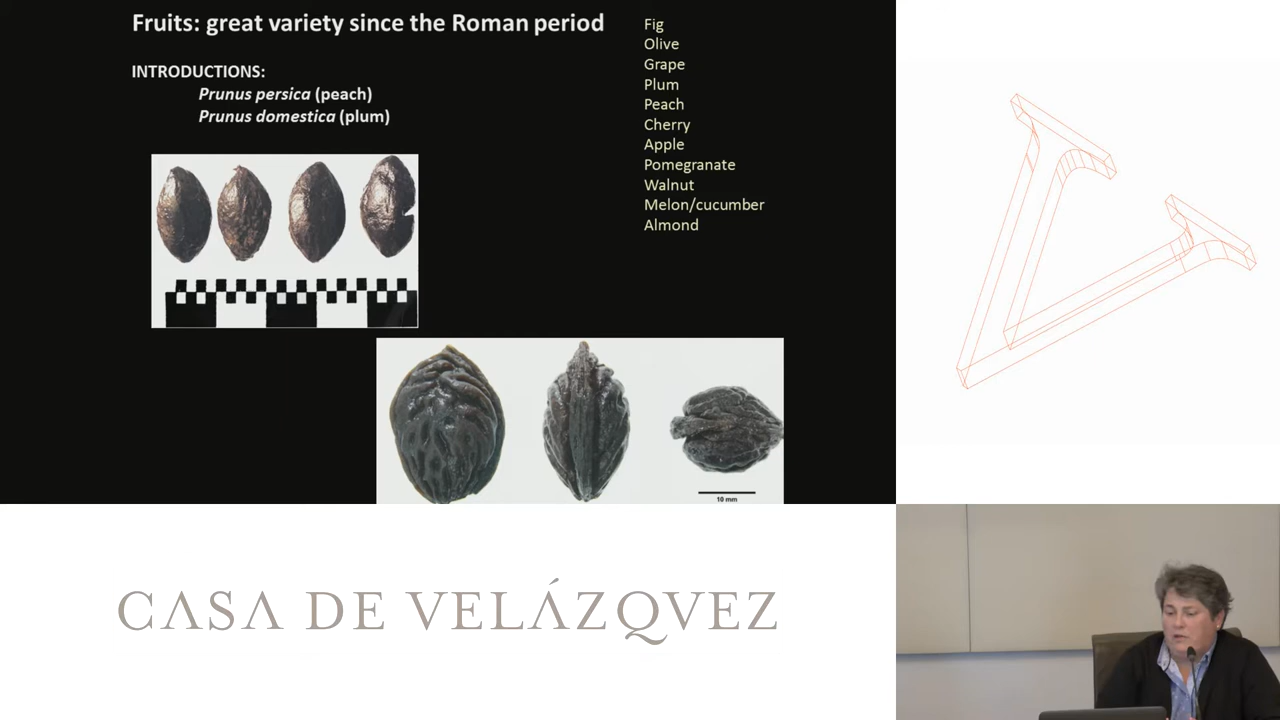 Fruits: great variety since the Roman period
INTRODUCTIONS:
Prunus persica (peach)
Prunus domestica (plum)
Fig
Olive
Grape
Plum
Peach
Cherry
Apple
Pomegranate
Walnut
Melon/cucumber
Almond
10 mm
CASA DE VELÁZQVEZ